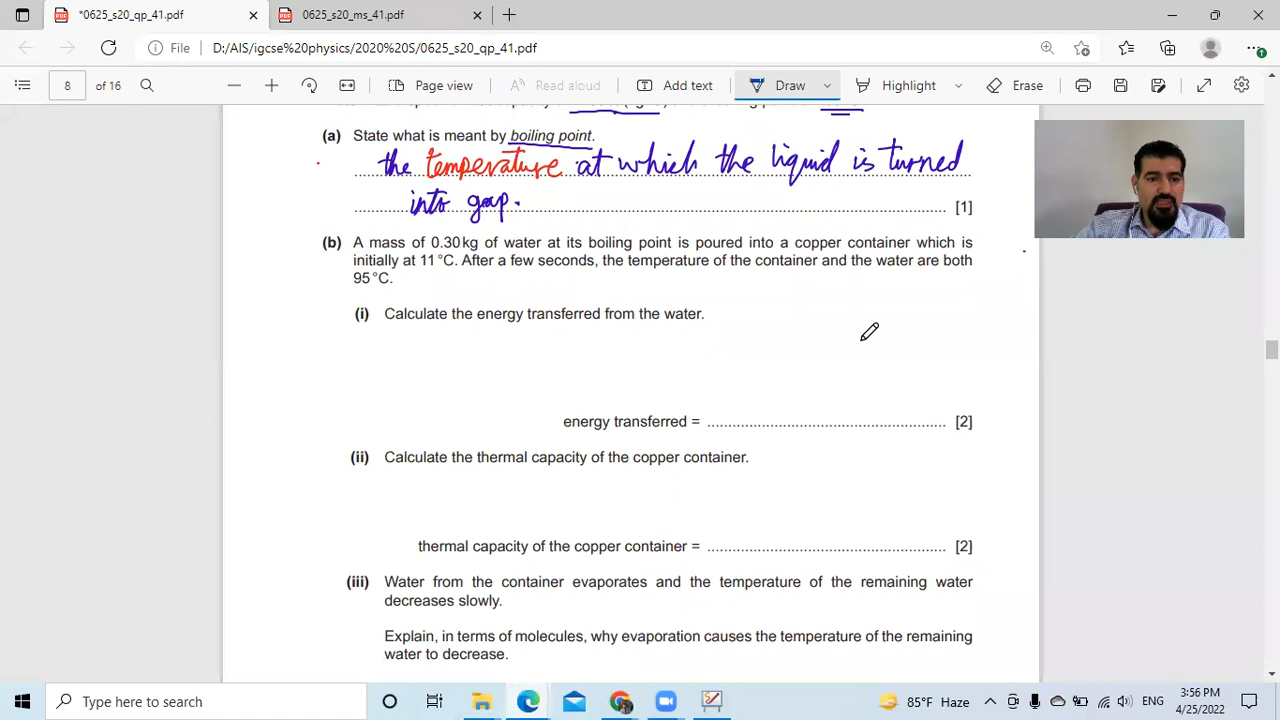 *0625_s20_qp_41.pdf
0625_s20_ms_41.pdf
File
D:/AIS/igcse%20physics/2020%20S/0625_s20_qp_41.pdf
8 of 16
Page view
Read aloud
Add text
Draw
Highlight
Erase
(a) State what is meant by boiling point.
the temperature at which the liquid is turned
into gap.
[1]
(b) A mass of 0.30 kg of water at its boiling point is poured into a copper container which is
initially at 11 °C. After a few seconds, the temperature of the container and the water are both
95 °C.
(i) Calculate the energy transferred from the water.
energy transferred = ........................................................ [2]
(ii) Calculate the thermal capacity of the copper container.
thermal capacity of the copper container = ........................................................ [2]
(iii) Water from the container evaporates and the temperature of the remaining water
decreases slowly.
Explain, in terms of molecules, why evaporation causes the temperature of the remaining
water to decrease.
Type here to search
85°F Haze
ENG
3:56 PM
4/25/2022